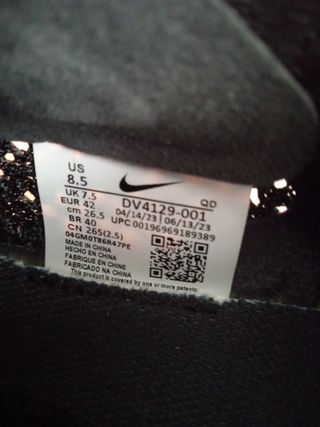 US
8.5
UK 7.5
EUR 42
cm 26.5
BR 40
CN 265(2.5)
04GM0TB6R47PE
MADE IN CHINA
HECHO EN CHINA
FABRIQUE EN CHINE
FABRICADO NA CHINA
This product is covered by one or more patents.
QD
DV4129-001
04/14/23 | 06/13/23
UPC 00196969189389